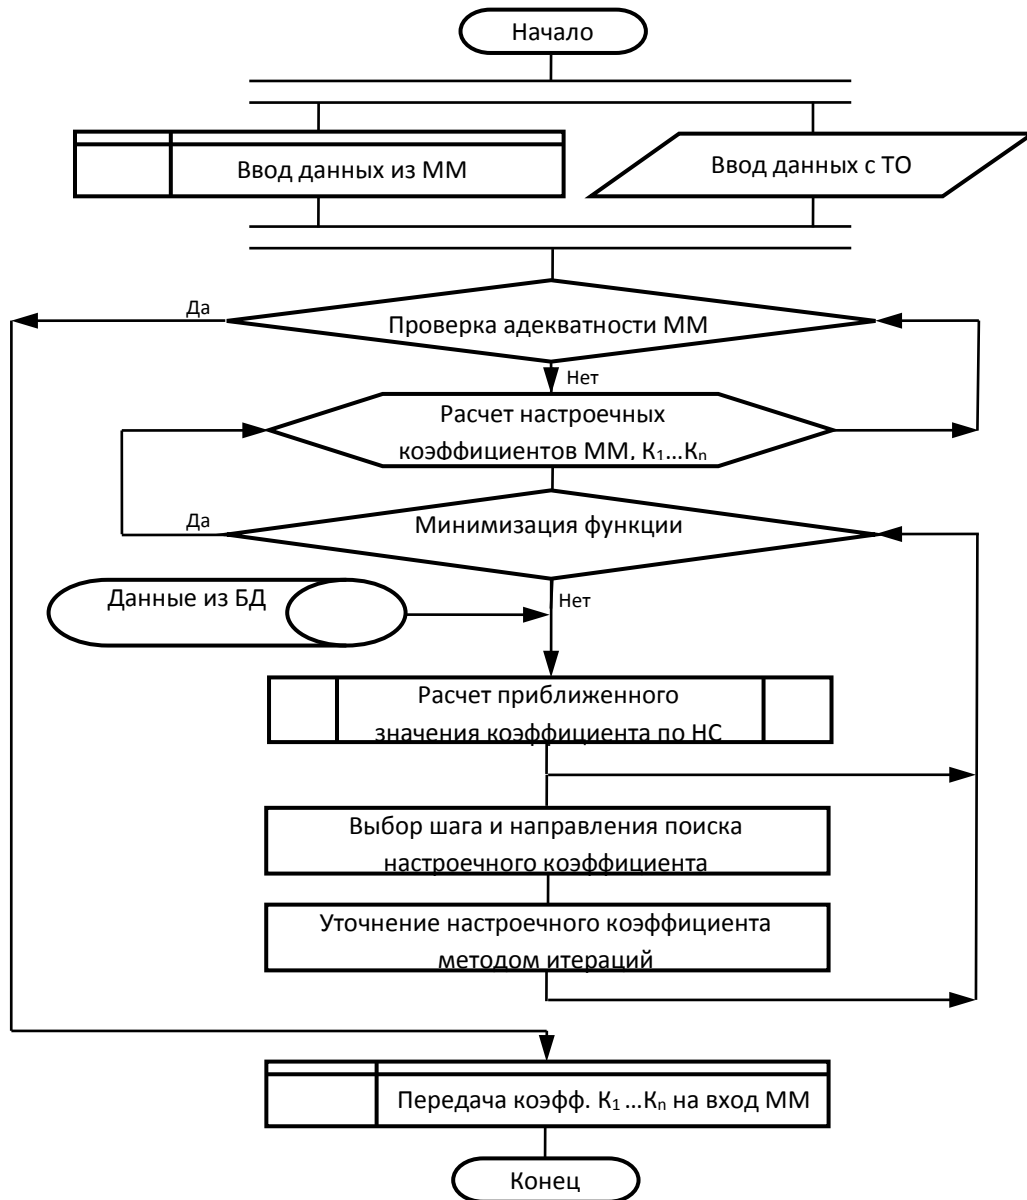 Начало
Ввод данных из ММ
Ввод данных с ТО
Да
Проверка адекватности ММ
Нет
Расчет настроечных
коэффициентов ММ, К₁...Кₙ
Да
Минимизация функции
Данные из БД
Нет
Расчет приближенного
значения коэффициента по НС
Выбор шага и направления поиска
настроечного коэффициента
Уточнение настроечного коэффициента
методом итераций
Передача коэфф. К₁ ...Кₙ на вход ММ
Конец